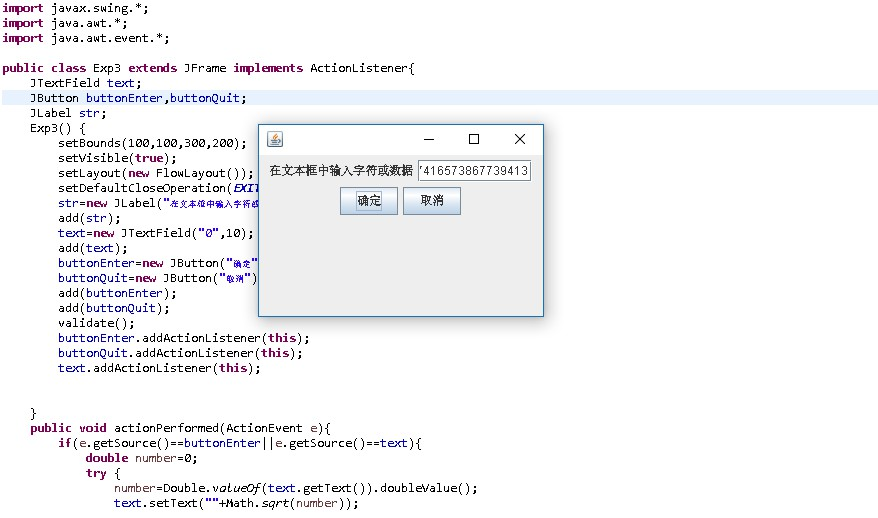 import javax.swing.*;
import java.awt.*;
import java.awt.event.*;
public class Exp3 extends JFrame implements ActionListener{
JTextField text;
JButton buttonEnter,buttonQuit;
JLabel str;
Exp3() {
setBounds(100,100,300,200);
setVisible(true);
setLayout(new FlowLayout());
setDefaultCloseOperation(EXIT
str=new JLabel("在文本框中输入字符或
add(str);
text=new JTextField("0",10);
add(text);
buttonEnter=new JButton("确定"
buttonQuit=new JButton("取消")
add(buttonEnter);
add(buttonQuit);
validate();
buttonEnter.addActionListener(this);
buttonQuit.addActionListener(this);
text.addActionListener(this);
}
public void actionPerformed(ActionEvent e){
if(e.getSource()==buttonEnter||e.getSource()==text){
double number=0;
try {
number=Double.valueOf(text.getText()).doubleValue();
text.setText(""+Math.sqrt(number));
在文本框中输入字符或数据 416573867739413
确定 取消